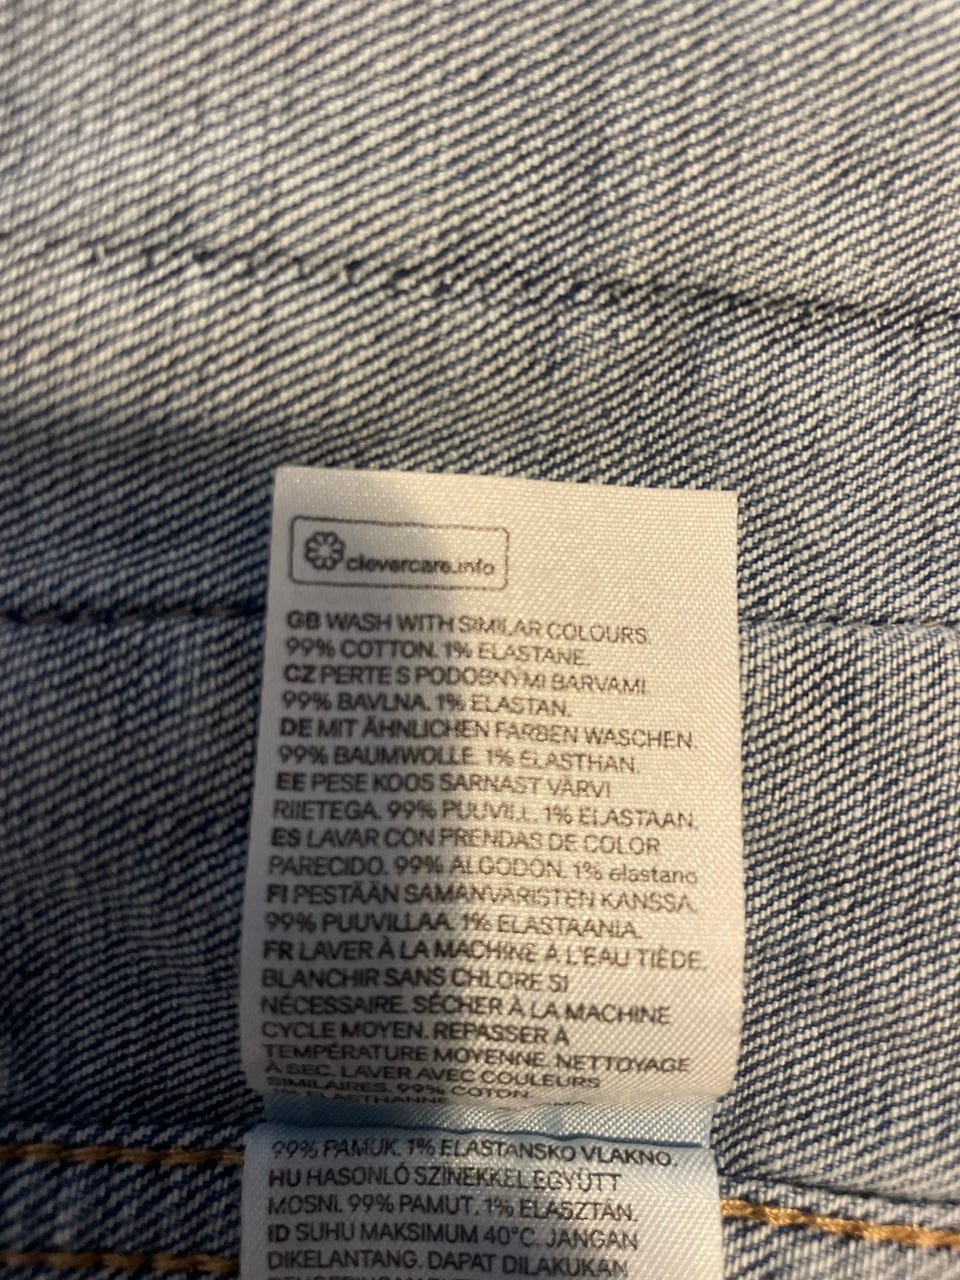 clevercare.info
GB WASH WITH SIMILAR COLOURS.
99% COTTON. 1% ELASTANE.
CZ PERTE S PODOBNÝMI BARVAMI
99% BAVLNA. 1% ELASTAN.
DE MIT ÄHNLICHEN FARBEN WASCHEN.
99% BAUMWOLLE. 1% ELASTHAN.
EE PESE KOOS SARNAST VÄRVI
RIIETEGA. 99% PUUVILL. 1% ELASTAAN.
ES LAVAR CON PRENDAS DE COLOR
PARECIDO. 99% ALGODON. 1% elastano
FI PESTÄÄN SAMANVÄRISTEN KANSSA.
99% PUUVILLAA. 1% ELASTAANIA.
FR LAVER À LA MACHINE À L'EAU TIÈDE.
BLANCHIR SANS CHLORE SI
NÉCESSAIRE. SÉCHER À LA MACHINE
CYCLE MOYEN. REPASSER À
TEMPÉRATURE MOYENNE. NETTOYAGE
À SEC. LAVER AVEC COULEURS
SIMILAIRES. 99% COTON.
1% ELASTHANNE
99% PAMUK. 1% ELASTANSKO VLAKNO.
HU HASONLÓ SZÍNEKKEL EGYÜTT
MOSNI. 99% PAMUT. 1% ELASZTÁN.
ID SUHU MAKSIMUM 40°C. JANGAN
DIKELANTANG. DAPAT DILAKUKAN